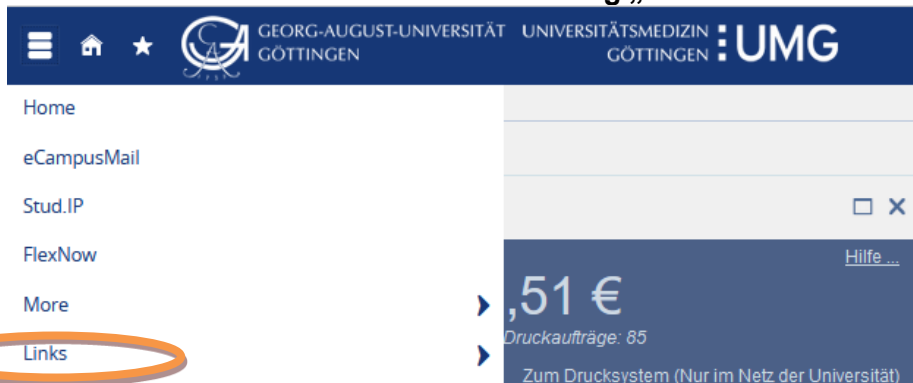 GEORG-AUGUST-UNIVERSITÄT UNIVERSITÄTSMEDIZIN
GÖTTINGEN GÖTTINGEN UMG
Home
eCampusMail
Stud.IP
FlexNow
Hilfe ...
More
,51 €
Druckaufträge: 85
Links
Zum Drucksystem (Nur im Netz der Universität)